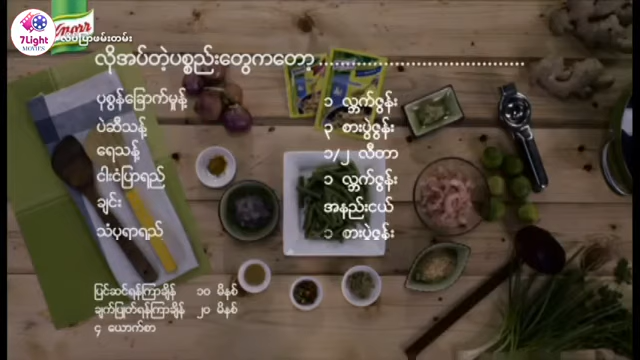 Knorr
7Light
MOVIES
လိုအပ်တဲ့ပစ္စည်းတွေကတော့........................................
ပုစွန်ခြောက်မှုန့် ၁ လ္ဘက်ဇွန်း
ပဲဆီသန့် ၃ စားပွဲဇွန်း
ရေသန့် ၁/၂ လီတာ
ငါးငံပြာရည် ၁ လ္ဘက်ဇွန်း
ချင်း အနည်းငယ်
သံပုရာရည် ၁ စားပွဲဇွန်း
ပြင်ဆင်ရန်ကြာချိန် ၁၀ မိနစ်
ချက်ပြုတ်ရန်ကြာချိန် ၂၀ မိနစ်
၄ ယောက်စာ